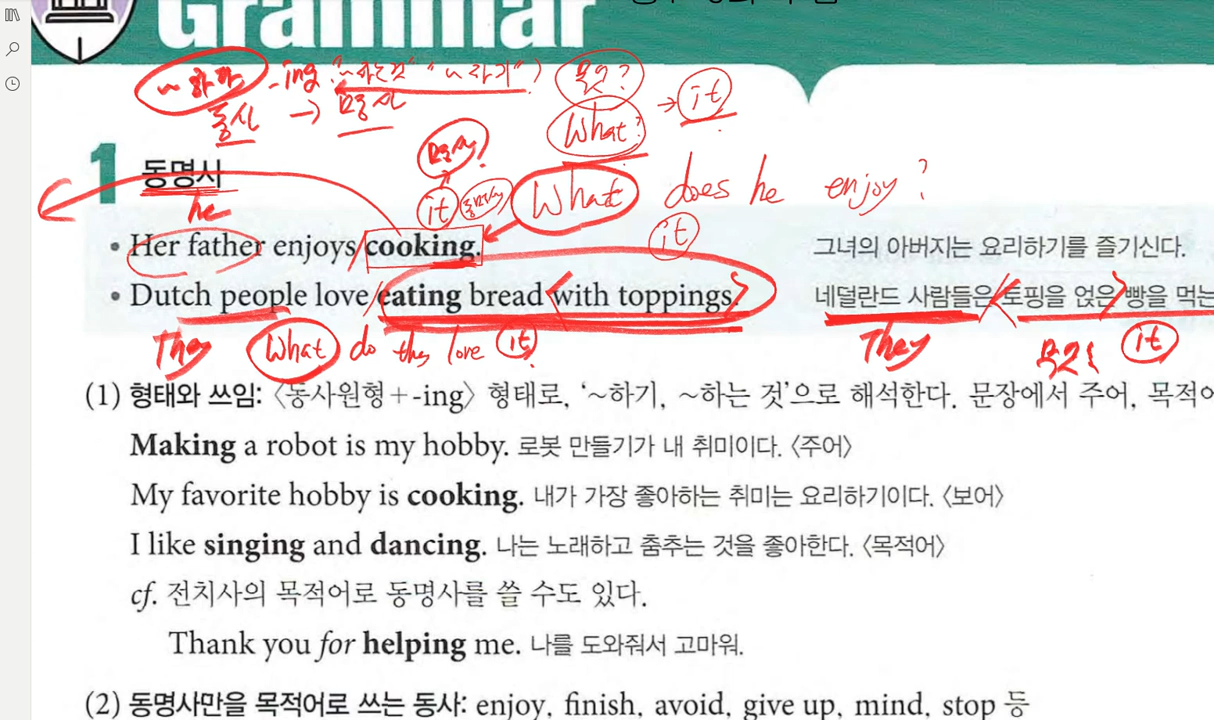 Grammar
~하다 -ing "~하는것" "~하기" 무엇?
동사 → 명사 What? → it
1 동명사
명사!
it 동명사 What does he enjoy?
he
it
• Her father enjoys cooking. 그녀의 아버지는 요리하기를 즐기신다.
• Dutch people love eating bread with toppings. 네덜란드 사람들은 토핑을 얹은 빵을 먹는
They What do they love it. They 무엇? it
(1) 형태와 쓰임: 〈동사원형+-ing〉 형태로, ‘~하기, ~하는 것’으로 해석한다. 문장에서 주어, 목적어
Making a robot is my hobby. 로봇 만들기가 내 취미이다. 〈주어〉
My favorite hobby is cooking. 내가 가장 좋아하는 취미는 요리하기이다. 〈보어〉
I like singing and dancing. 나는 노래하고 춤추는 것을 좋아한다. 〈목적어〉
cf. 전치사의 목적어로 동명사를 쓸 수도 있다.
Thank you for helping me. 나를 도와줘서 고마워.
(2) 동명사만을 목적어로 쓰는 동사: enjoy, finish, avoid, give up, mind, stop 등